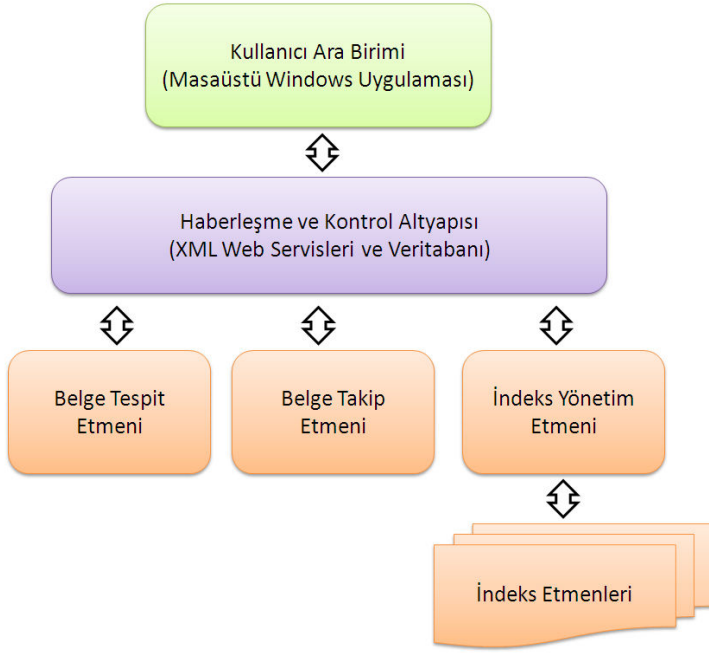 Kullanıcı Ara Birimi
(Masaüstü Windows Uygulaması)
Haberleşme ve Kontrol Altyapısı
(XML Web Servisleri ve Veritabanı)
Belge Tespit
Etmeni
Belge Takip
Etmeni
İndeks Yönetim
Etmeni
İndeks Etmenleri